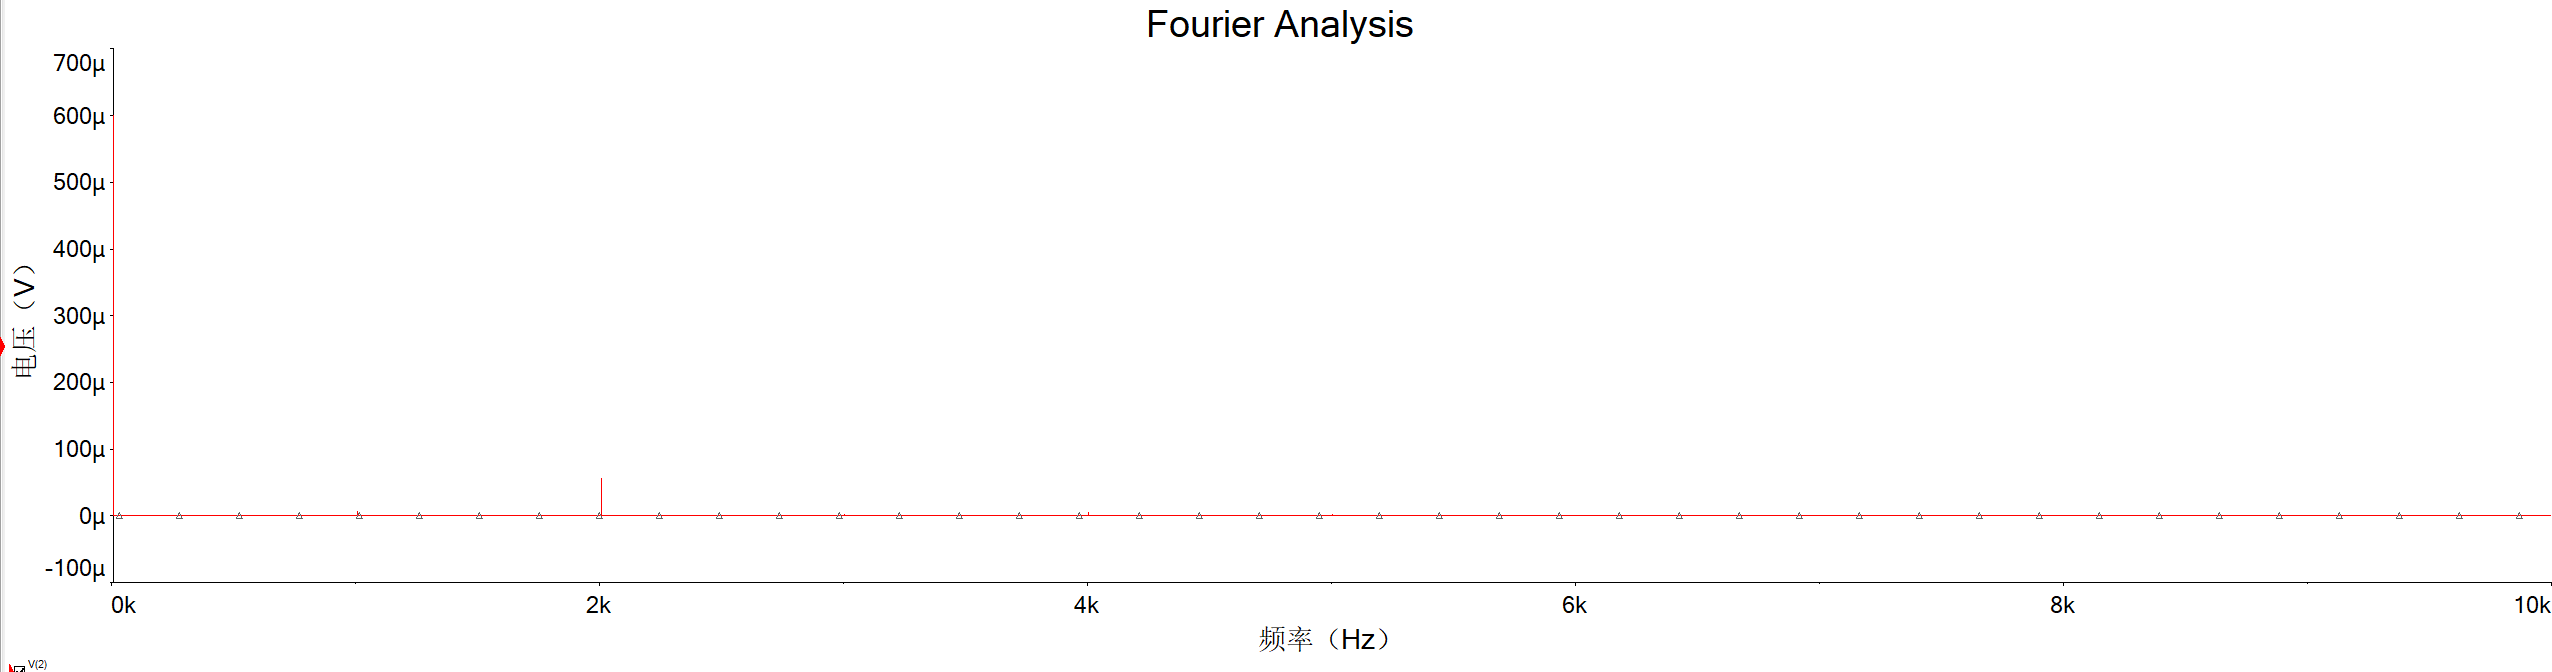 Fourier Analysis
700µ
600µ
500µ
400µ
300µ
200µ
100µ
0µ
-100µ
电压（V）
0k
2k
4k
6k
8k
10k
频率（Hz）
V(2)